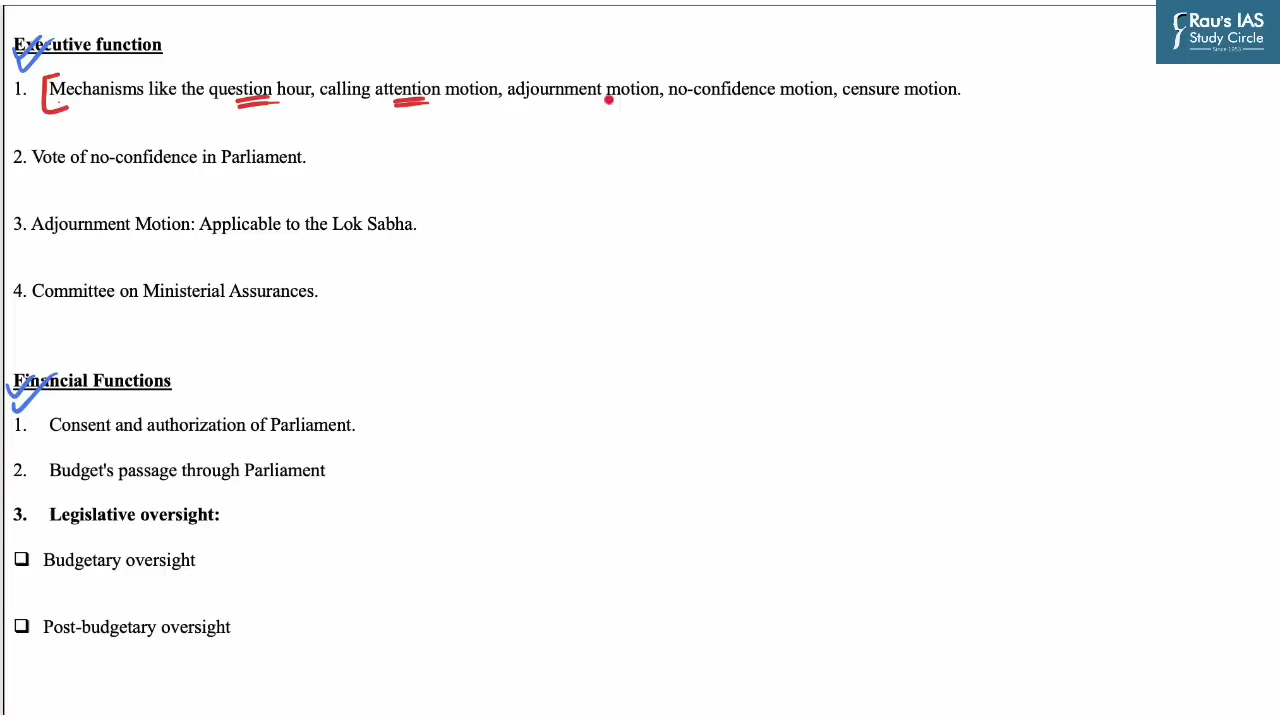 Rau's IAS
Study Circle
Since 1953
Executive function
1. Mechanisms like the question hour, calling attention motion, adjournment motion, no-confidence motion, censure motion.
2. Vote of no-confidence in Parliament.
3. Adjournment Motion: Applicable to the Lok Sabha.
4. Committee on Ministerial Assurances.
Financial Functions
1. Consent and authorization of Parliament.
2. Budget's passage through Parliament
3. Legislative oversight:
❑ Budgetary oversight
❑ Post-budgetary oversight